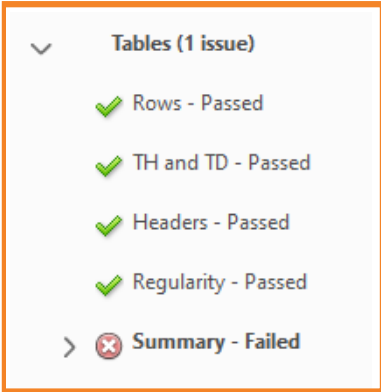 Tables (1 issue)
Rows - Passed
TH and TD - Passed
Headers - Passed
Regularity - Passed
Summary - Failed